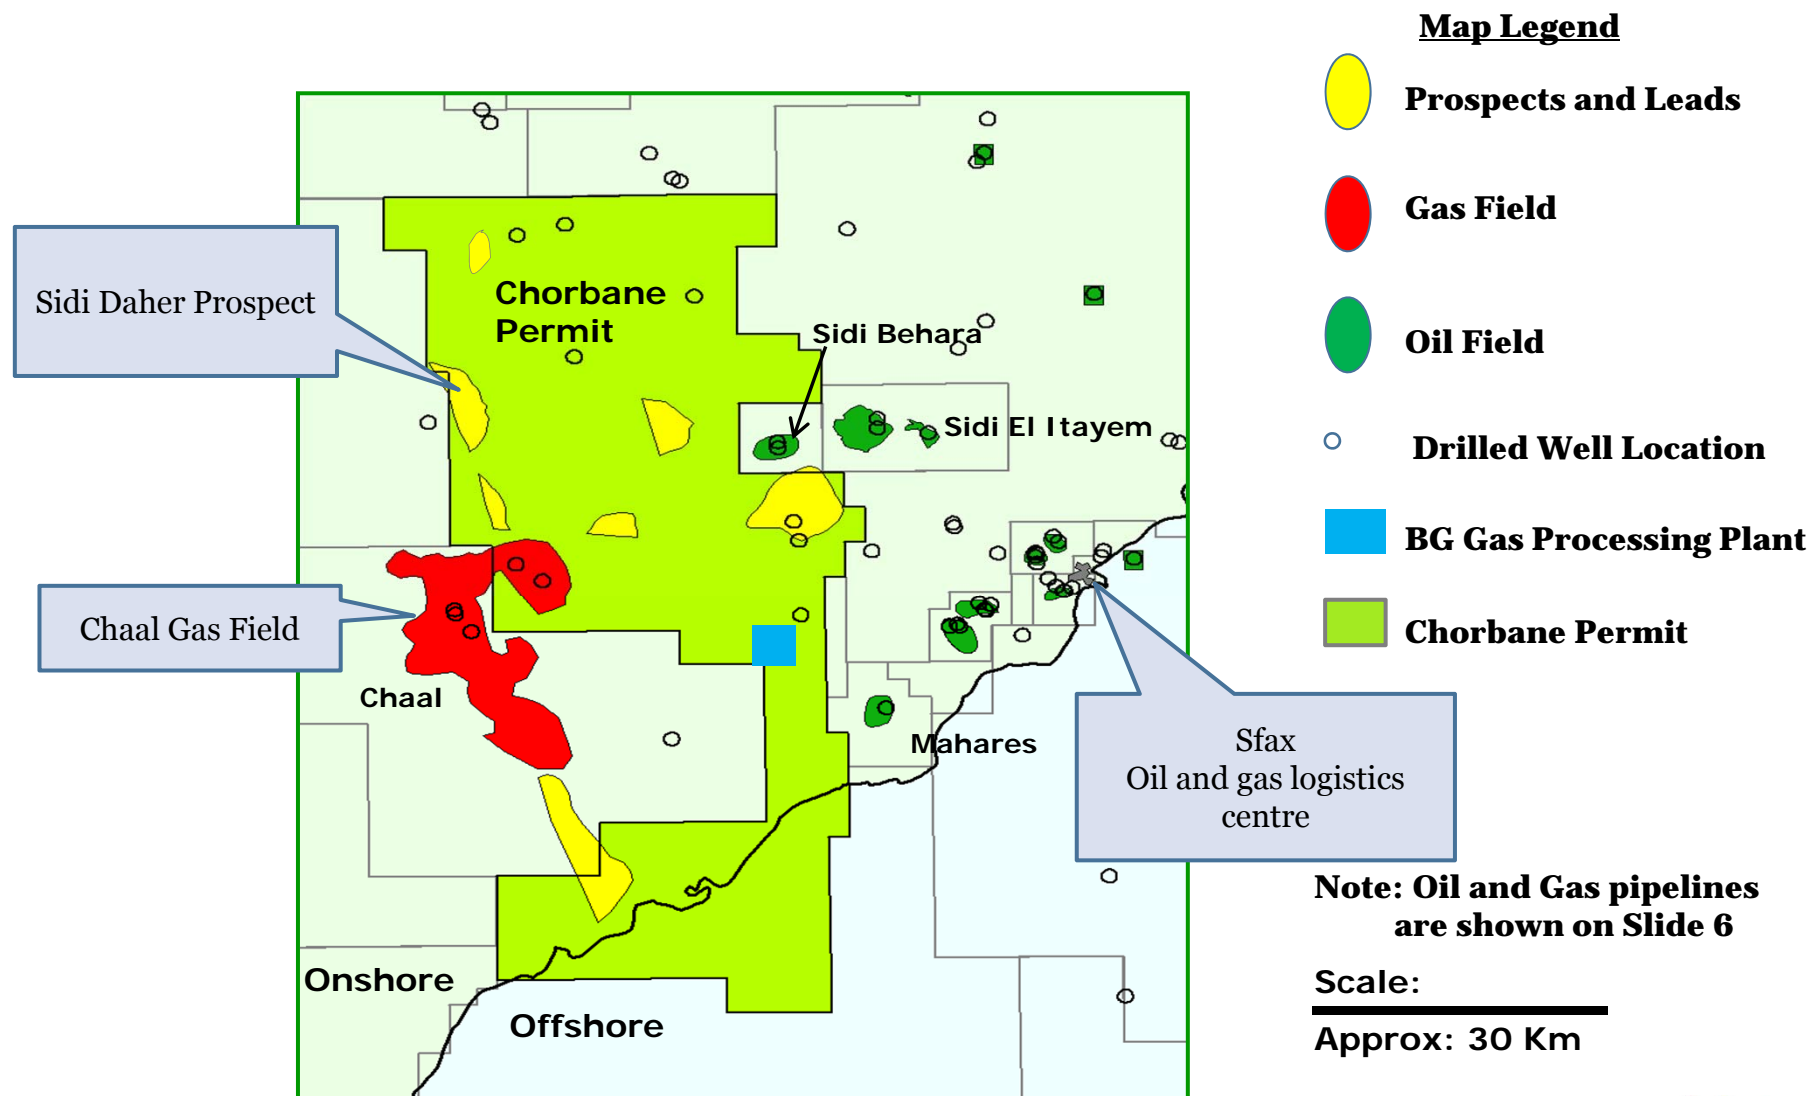 Map Legend
Prospects and Leads
Gas Field
Oil Field
Drilled Well Location
BG Gas Processing Plant
Chorbane Permit
Sidi Daher Prospect
Chorbane
Permit
Sidi Behara
Sidi El Itayem
Chaal Gas Field
Chaal
Mahares
Sfax
Oil and gas logistics
centre
Onshore
Offshore
Note: Oil and Gas pipelines
are shown on Slide 6
Scale:
Approx: 30 Km